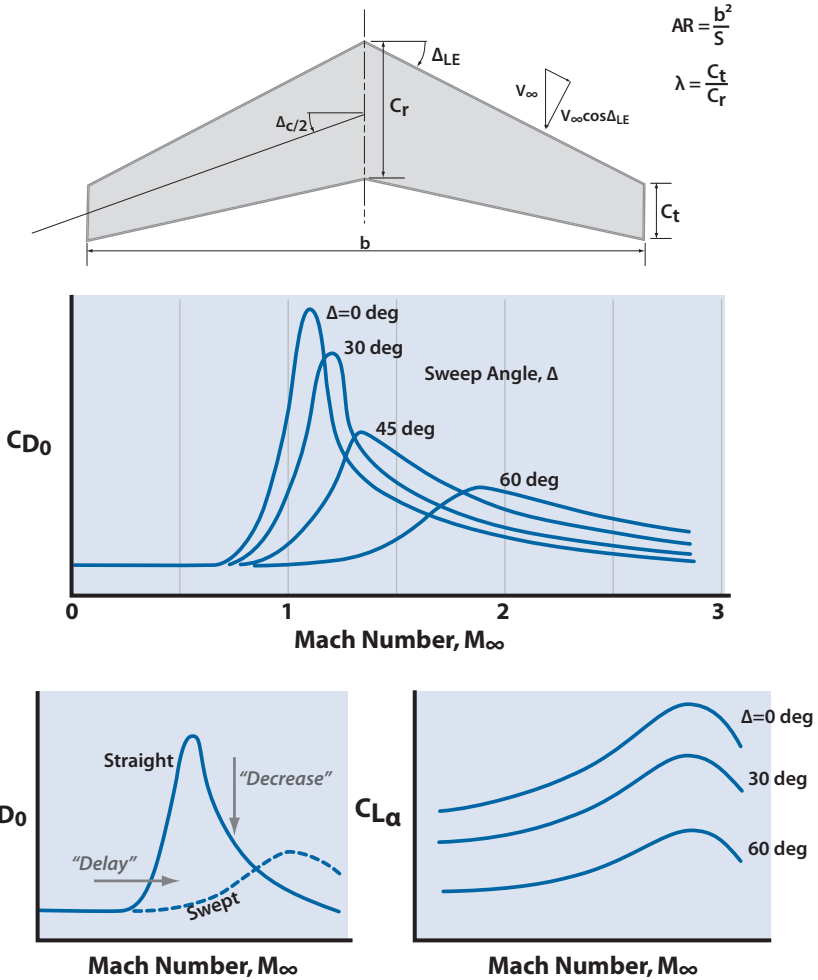 AR = b²/S
λ = Ct/Cr
ΔLE
Cr
V∞
V∞cosΔLE
Δc/2
Ct
b
Δ=0 deg
30 deg
Sweep Angle, Δ
45 deg
60 deg
CD0
0
1
2
3
Mach Number, M∞
Straight
"Decrease"
"Delay"
Swept
D0
Mach Number, M∞
Δ=0 deg
30 deg
60 deg
CLα
Mach Number, M∞